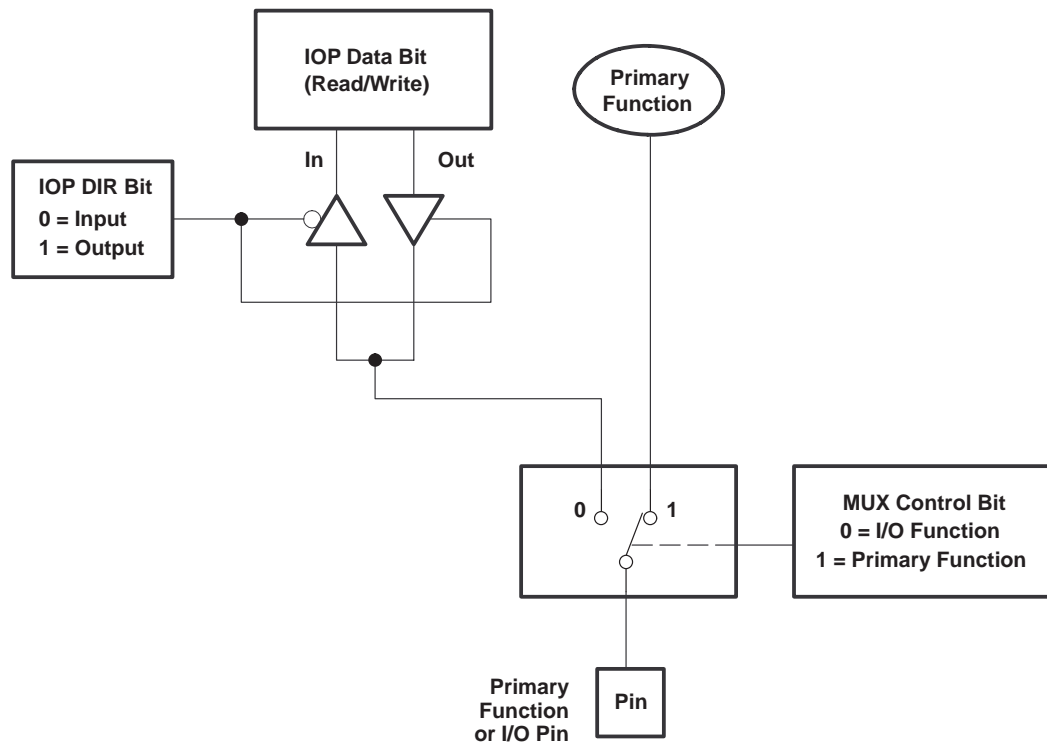 IOP Data Bit
(Read/Write)
Primary
Function
In
Out
IOP DIR Bit
0 = Input
1 = Output
0
1
MUX Control Bit
0 = I/O Function
1 = Primary Function
Primary
Function
or I/O Pin
Pin